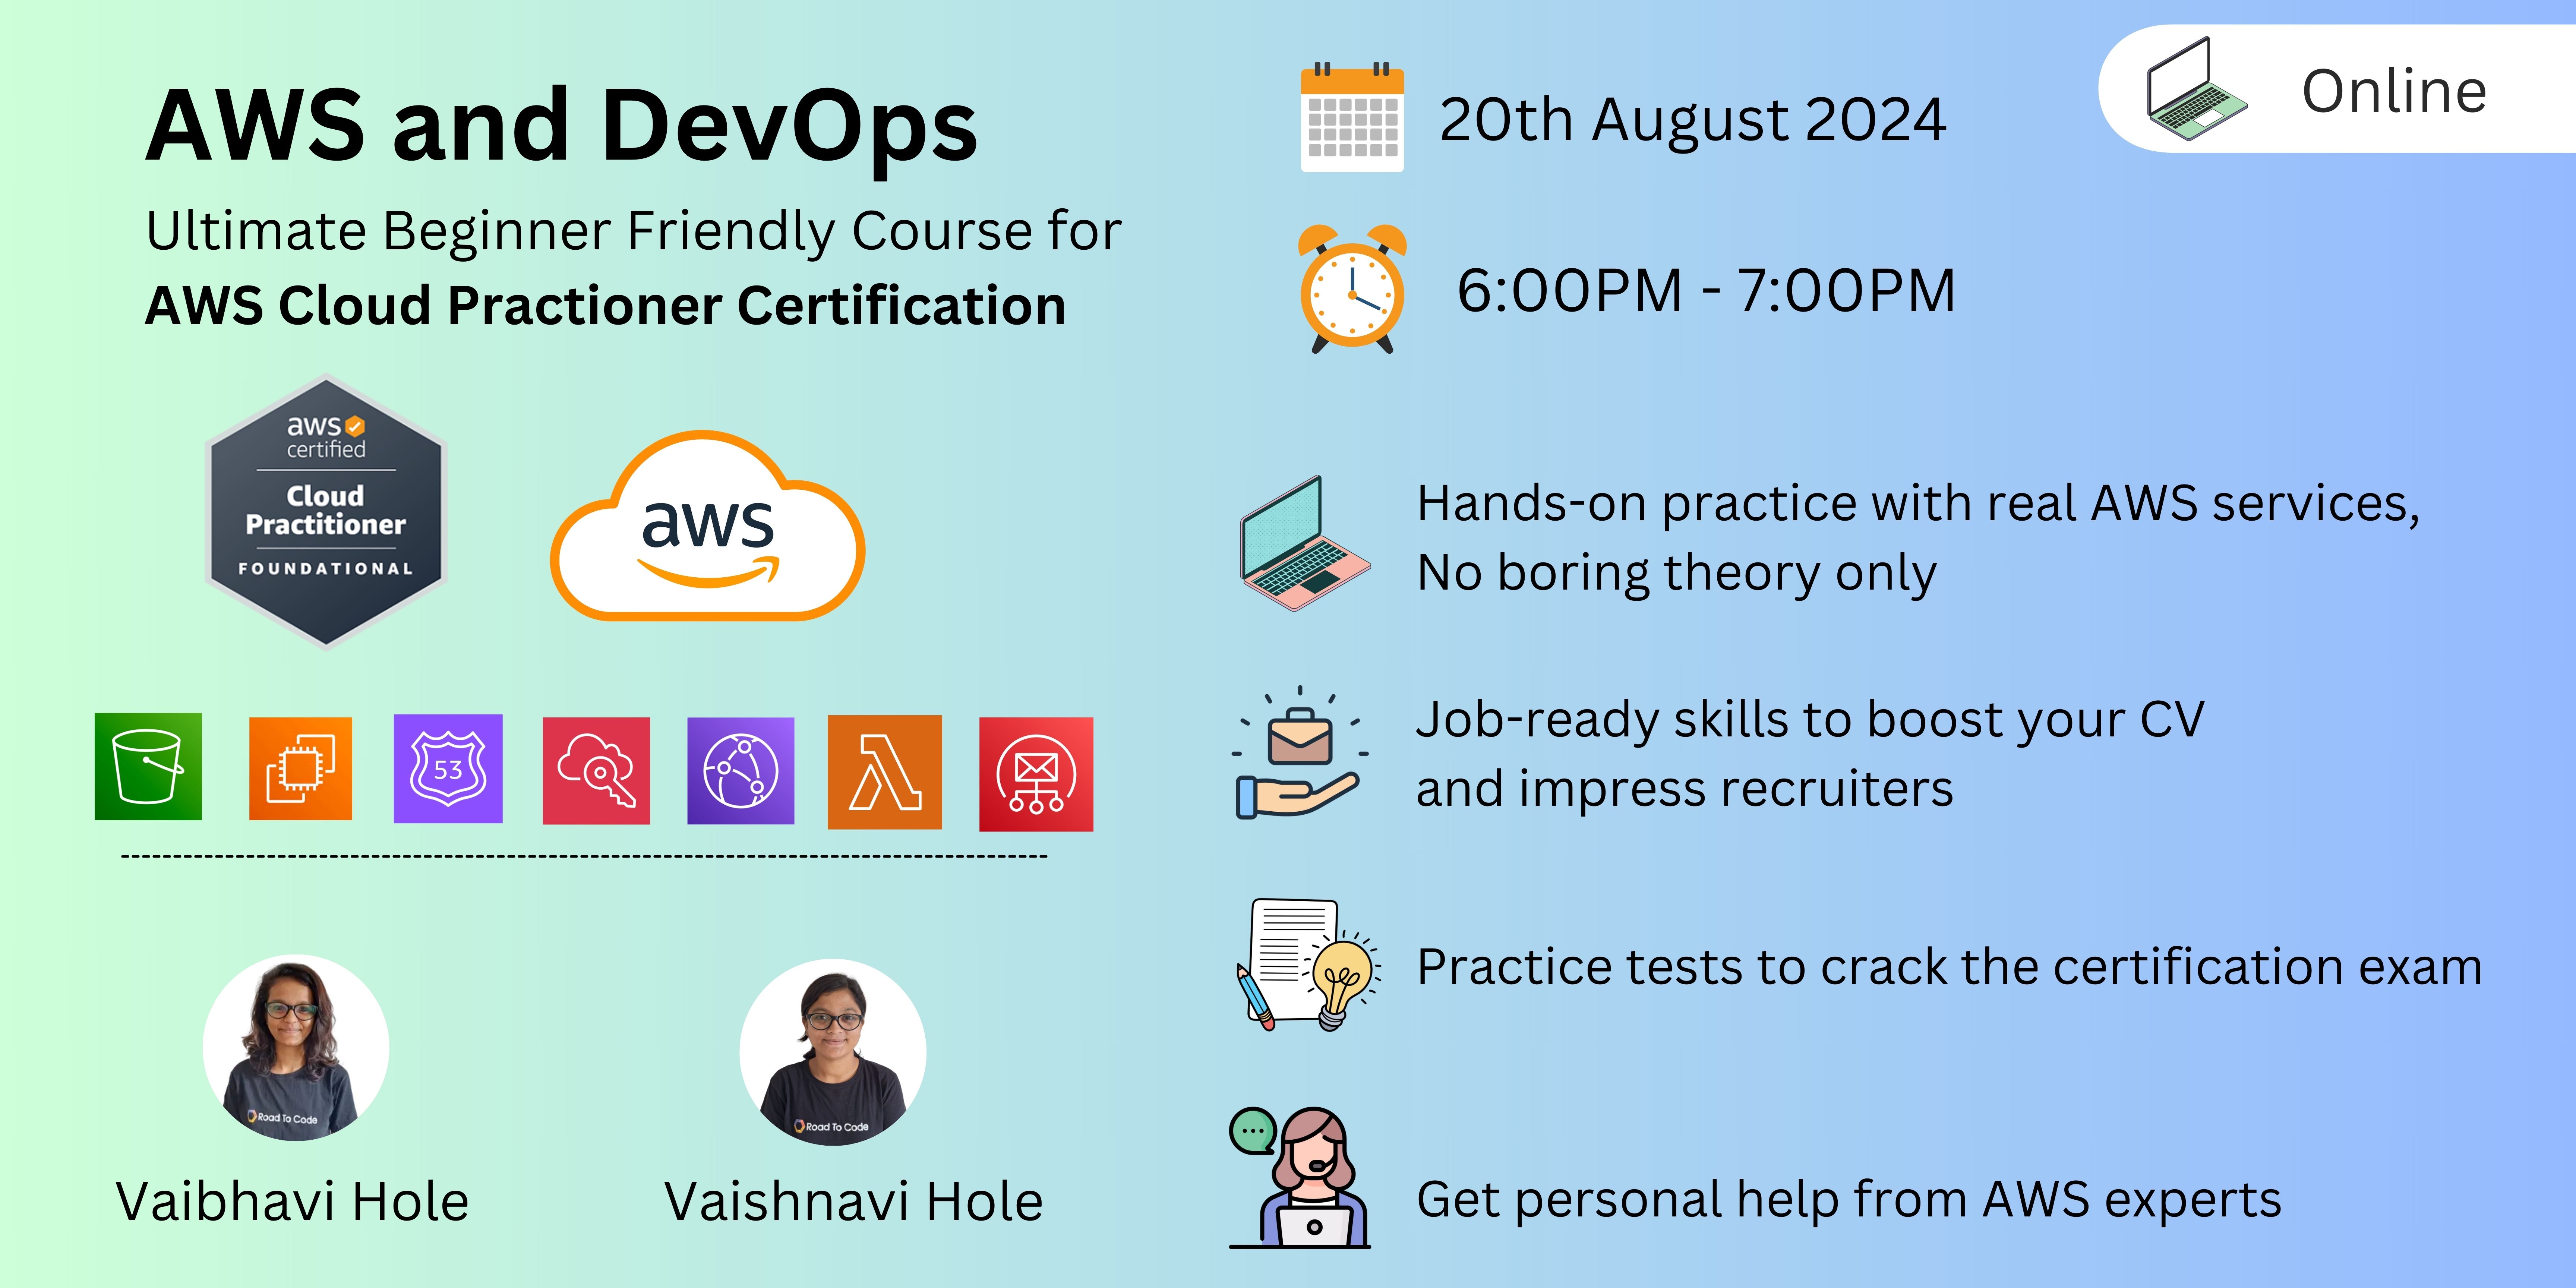 AWS and DevOps
Ultimate Beginner Friendly Course for
AWS Cloud Practioner Certification
aws
certified
Cloud
Practitioner
FOUNDATIONAL
aws
53
Road To Code
Vaibhavi Hole
Road To Code
Vaishnavi Hole
Online
20th August 2024
6:00PM - 7:00PM
Hands-on practice with real AWS services,
No boring theory only
Job-ready skills to boost your CV
and impress recruiters
Practice tests to crack the certification exam
Get personal help from AWS experts